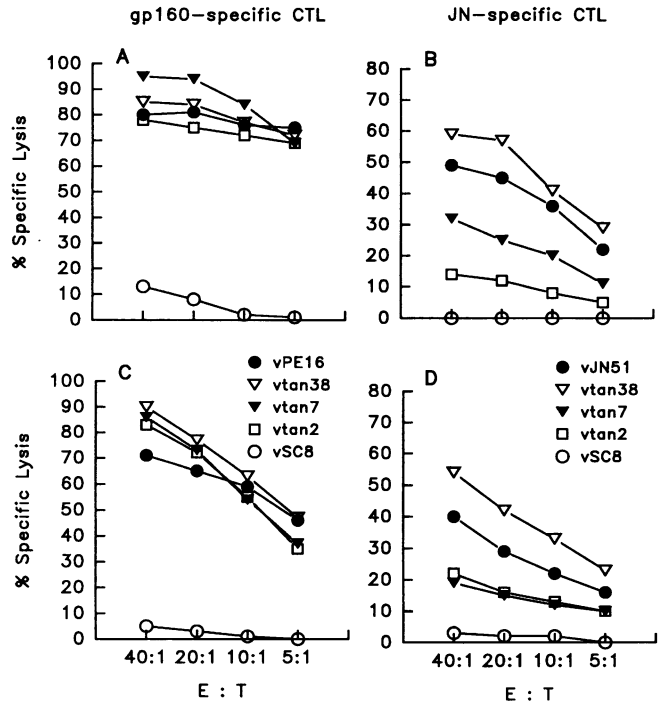 gp160-specific CTL
JN-specific CTL
A
% Specific Lysis
100
90
80
70
60
50
40
30
20
10
0
B
80
70
60
50
40
30
20
10
0
C
% Specific Lysis
100
90
80
70
60
50
40
30
20
10
0
vPE16
vtan38
vtan7
vtan2
vSC8
40:1 20:1 10:1 5:1
E : T
D
80
70
60
50
40
30
20
10
0
vJN51
vtan38
vtan7
vtan2
vSC8
40:1 20:1 10:1 5:1
E : T